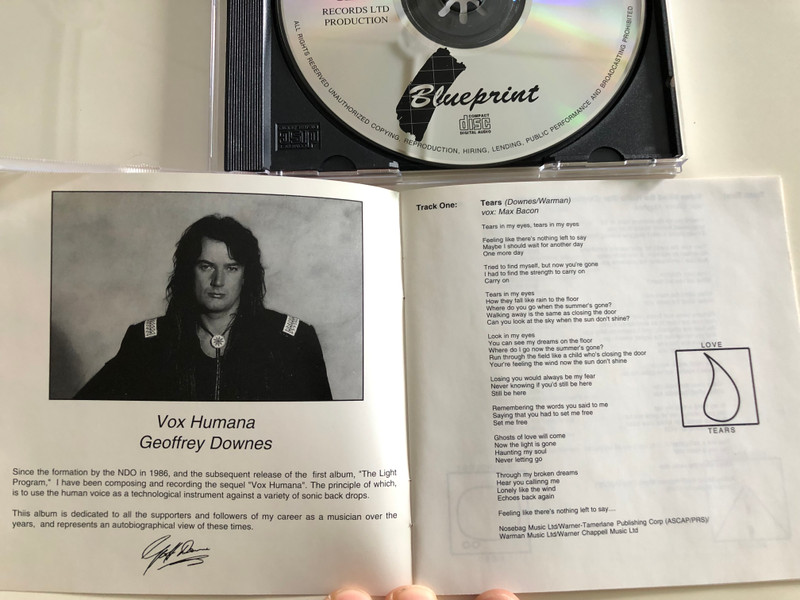 RECORDS LTD
PRODUCTION
ALL RIGHTS RESERVED UNAUTHORIZED COPYING, REPRODUCTION, HIRING, LENDING, PUBLIC PERFORMANCE AND BROADCASTING PROHIBITED
Blueprint
COMPACT
disc
DIGITAL AUDIO
Vox Humana
Geoffrey Downes
Since the formation by the NDO in 1986, and the subsequent release of the first album, "The Light
Program," I have been composing and recording the sequel "Vox Humana". The principle of which,
is to use the human voice as a technological instrument against a variety of sonic back drops.
This album is dedicated to all the supporters and followers of my career as a musician over the
years, and represents an autobiographical view of these times.
Track One:
Tears (Downes/Warman)
vox: Max Bacon
Tears in my eyes, tears in my eyes
Feeling like there's nothing left to say
Maybe I should wait for another day
One more day
Tried to find myself, but now you're gone
I had to find the strength to carry on
Carry on
Tears in my eyes
How they fall like rain to the floor
Where do you go when the summer's gone?
Walking away is the same as closing the door
Can you look at the sky when the sun don't shine?
Look in my eyes
You can see my dreams on the floor
Where do I go now the summer's gone?
Run through the field like a child who's closing the door
Your're feeling the wind now the sun don't shine
Losing you would always be my fear
Never knowing if you'd still be here
Still be here
Remembering the words you said to me
Saying that you had to set me free
Set me free
Ghosts of love will come
Now the light is gone
Haunting my soul
Never letting go
Through my broken dreams
Hear you callinng me
Lonely like the wind
Echoes back again
Feeling like there's nothing left to say....
Nosebag Music Ltd/Warner-Tamerlane Publishing Corp (ASCAP/PRS)/
Warman Music Ltd/Warner Chappell Music Ltd
LOVE
TEARS